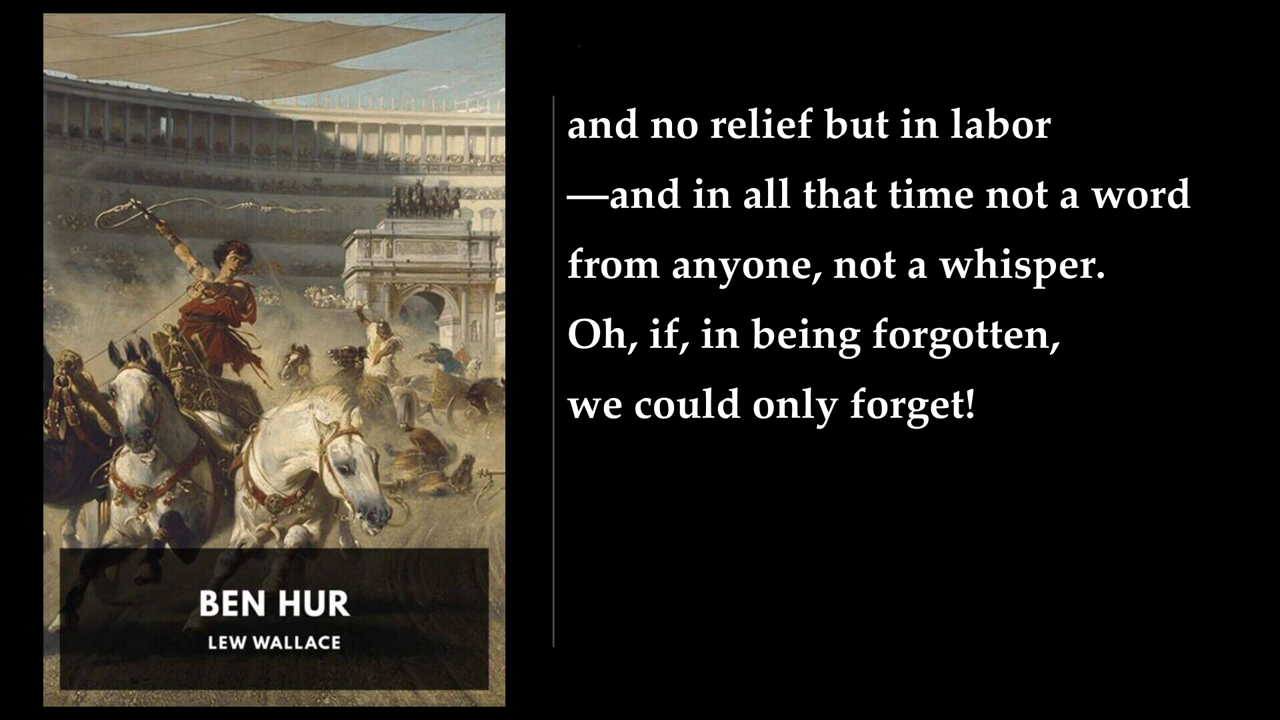 and no relief but in labor
—and in all that time not a word
from anyone, not a whisper.
Oh, if, in being forgotten,
we could only forget!
BEN HUR
LEW WALLACE